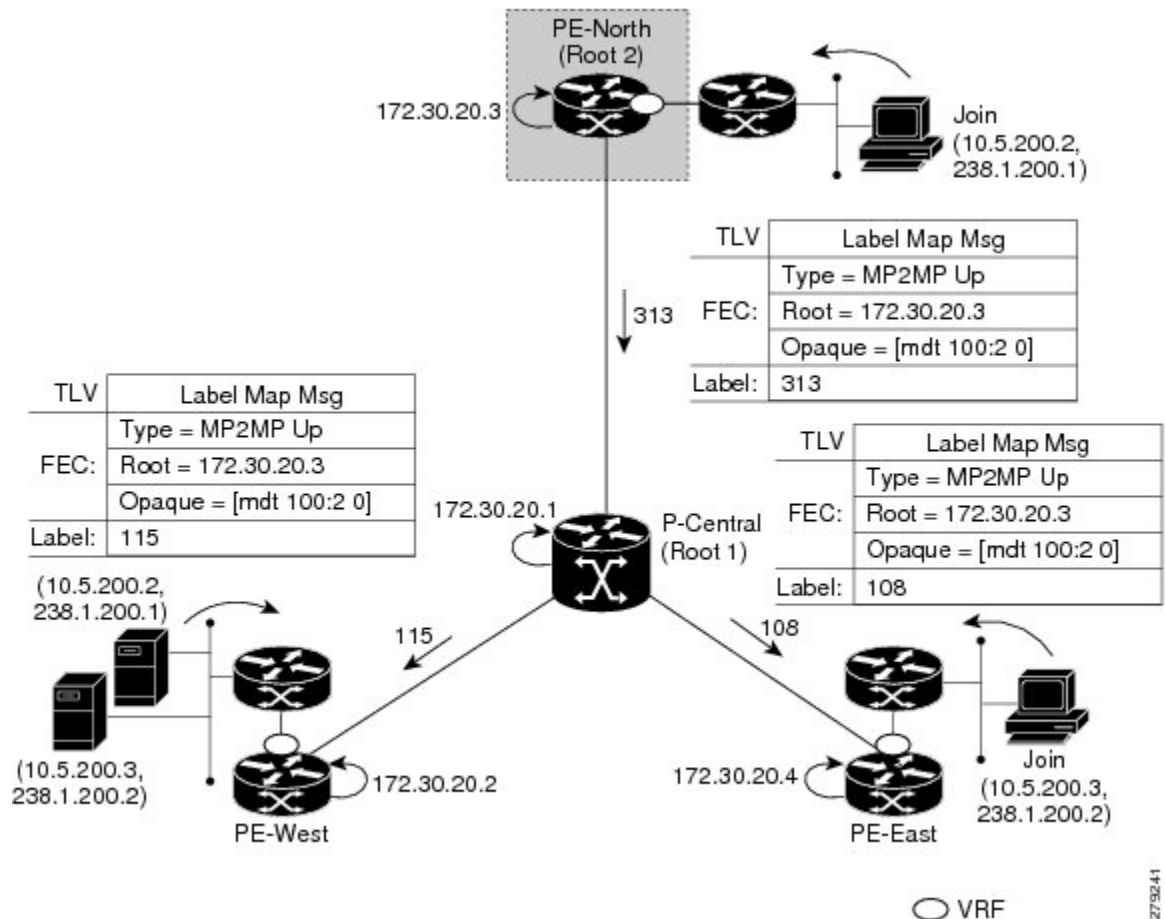 PE-North
(Root 2)
172.30.20.3
Join
(10.5.200.2,
238.1.200.1)
TLV Label Map Msg
Type = MP2MP Up
FEC: Root = 172.30.20.3
Opaque = [mdt 100:2 0]
Label: 313
313
TLV Label Map Msg
Type = MP2MP Up
FEC: Root = 172.30.20.3
Opaque = [mdt 100:2 0]
Label: 115
TLV Label Map Msg
Type = MP2MP Up
FEC: Root = 172.30.20.3
Opaque = [mdt 100:2 0]
Label: 108
172.30.20.1
P-Central
(Root 1)
(10.5.200.2,
238.1.200.1)
115
108
(10.5.200.3,
238.1.200.2)
172.30.20.2
PE-West
172.30.20.4
PE-East
Join
(10.5.200.3,
238.1.200.2)
VRF
279241